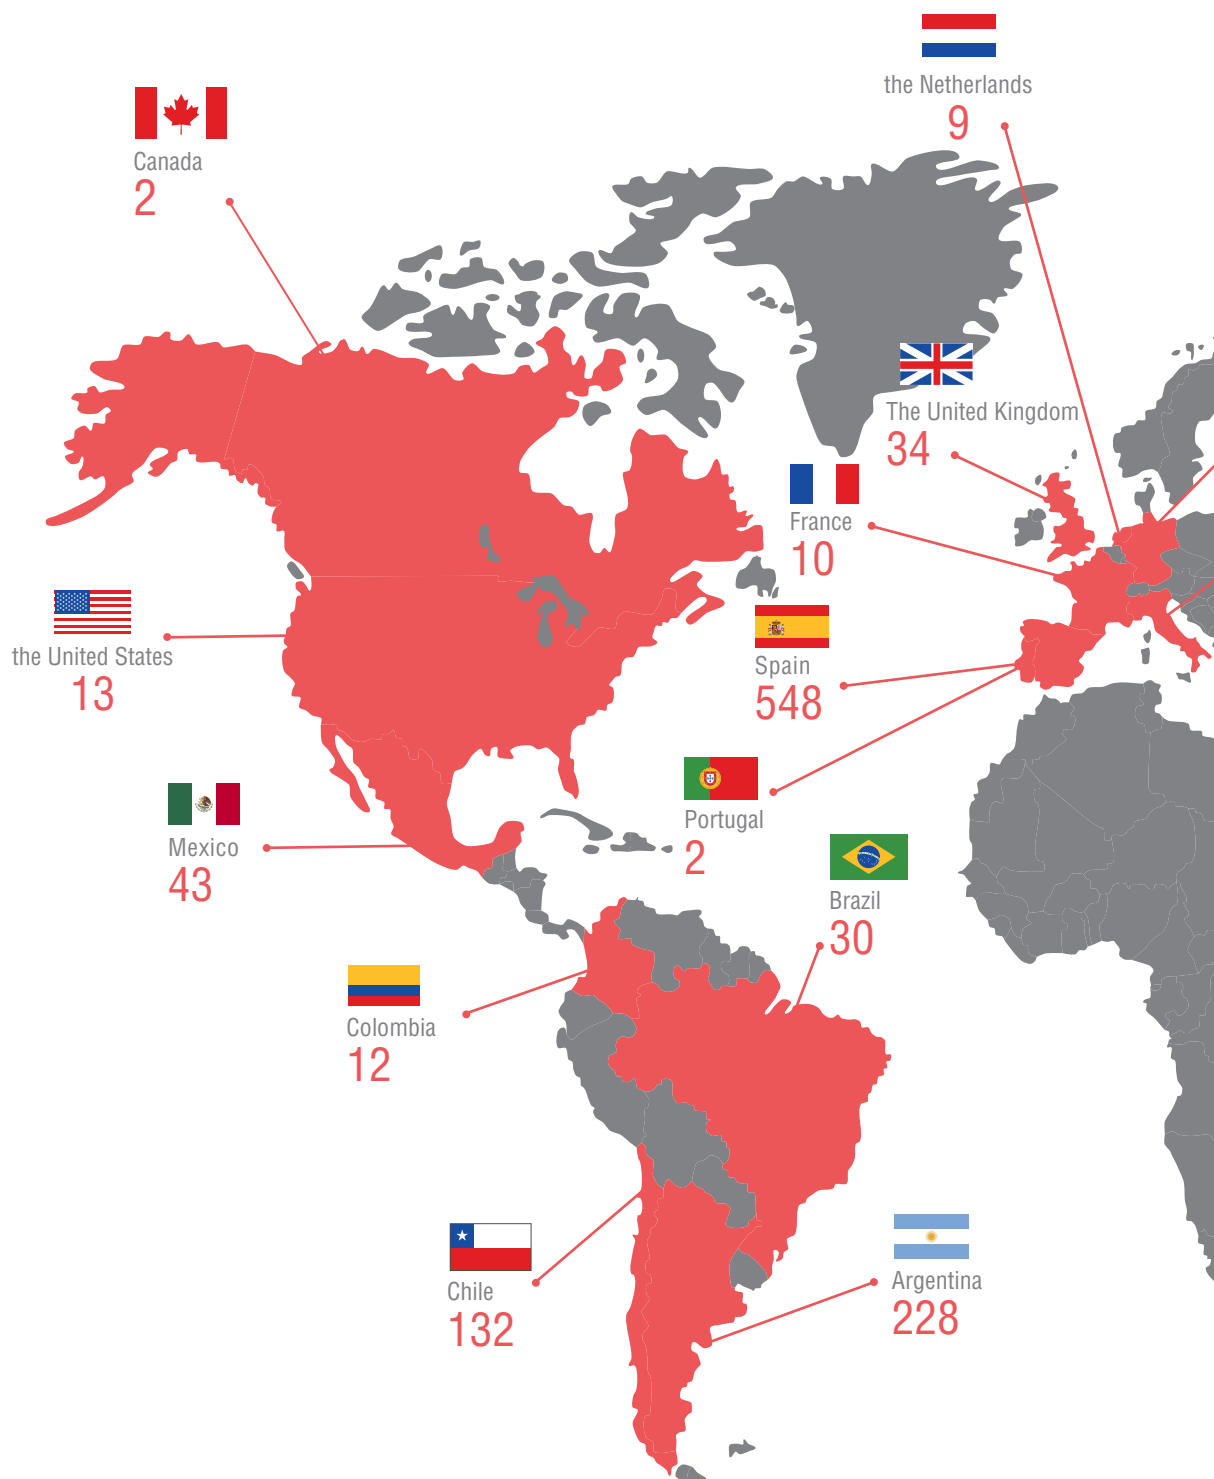 the Netherlands
9
Canada
2
The United Kingdom
34
France
10
the United States
13
Spain
548
Mexico
43
Portugal
2
Brazil
30
Colombia
12
Chile
132
Argentina
228